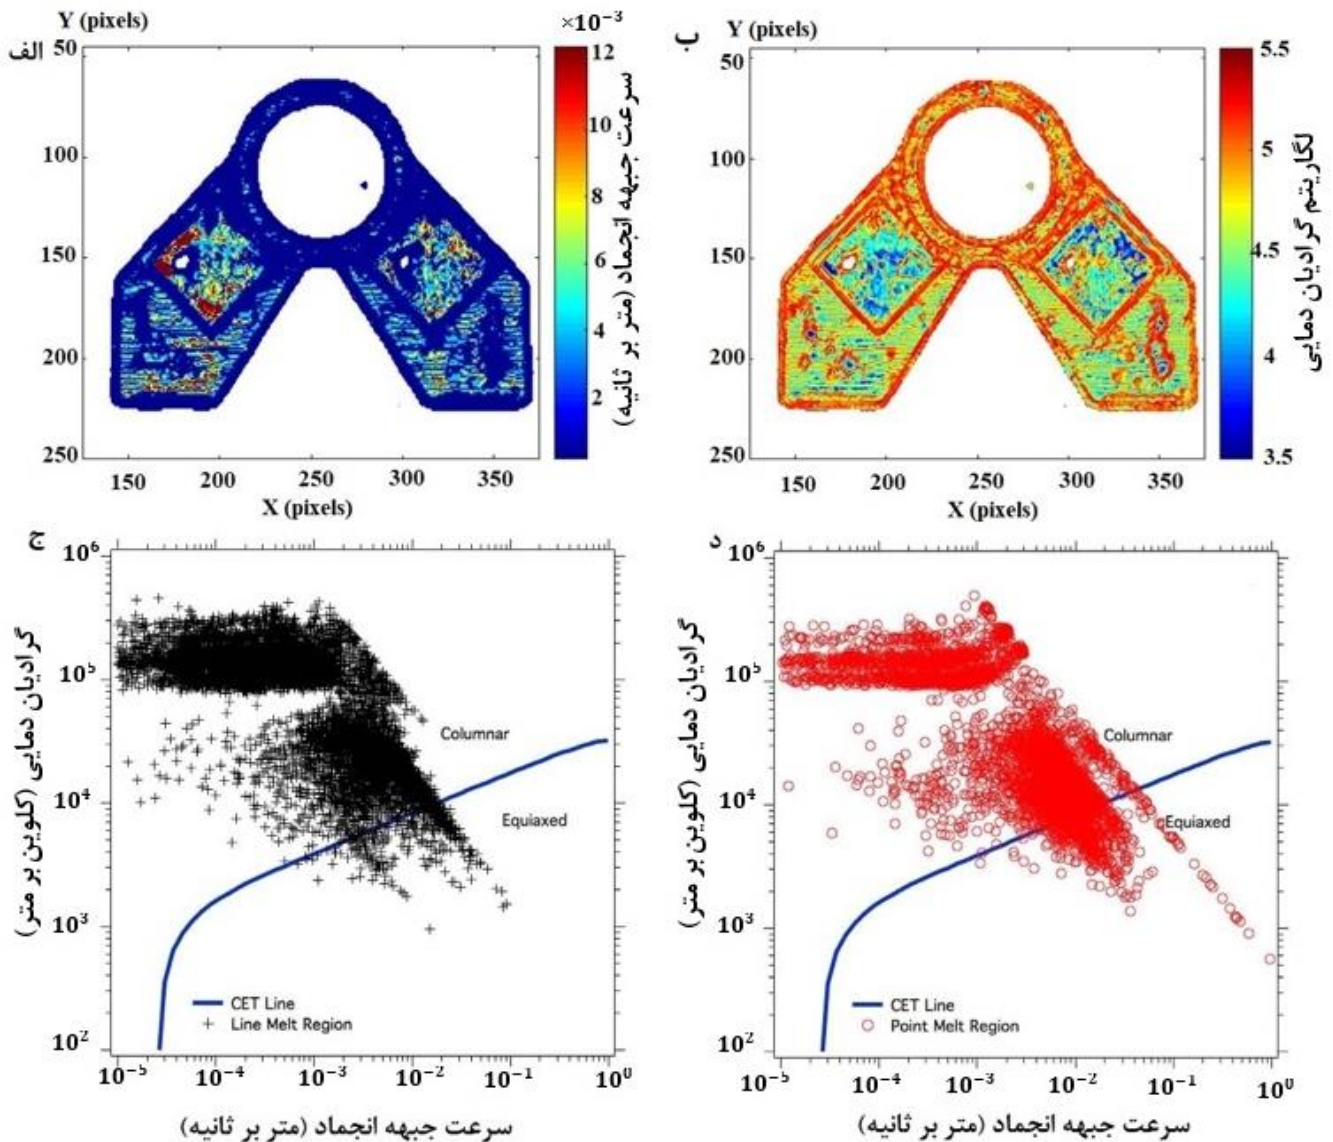 الف
Y (pixels)
×10⁻³
50
100
150
200
250
150
200
250
300
350
X (pixels)
12
10
8
6
4
2
سرعت جبهه انجماد (متر بر ثانیه)
ب
Y (pixels)
50
100
150
200
250
150
200
250
300
350
X (pixels)
5.5
5
4.5
4
3.5
لگاریتم گرادیان دمایی
ج
10⁶
10⁵
10⁴
10³
10²
گرادیان دمایی (کلوین بر متر)
Columnar
Equiaxed
CET Line
Line Melt Region
10⁻⁵
10⁻⁴
10⁻³
10⁻²
10⁻¹
10⁰
سرعت جبهه انجماد (متر بر ثانیه)
د
10⁶
10⁵
10⁴
10³
10²
گرادیان دمایی (کلوین بر متر)
Columnar
Equiaxed
CET Line
Point Melt Region
10⁻⁵
10⁻⁴
10⁻³
10⁻²
10⁻¹
10⁰
سرعت جبهه انجماد (متر بر ثانیه)